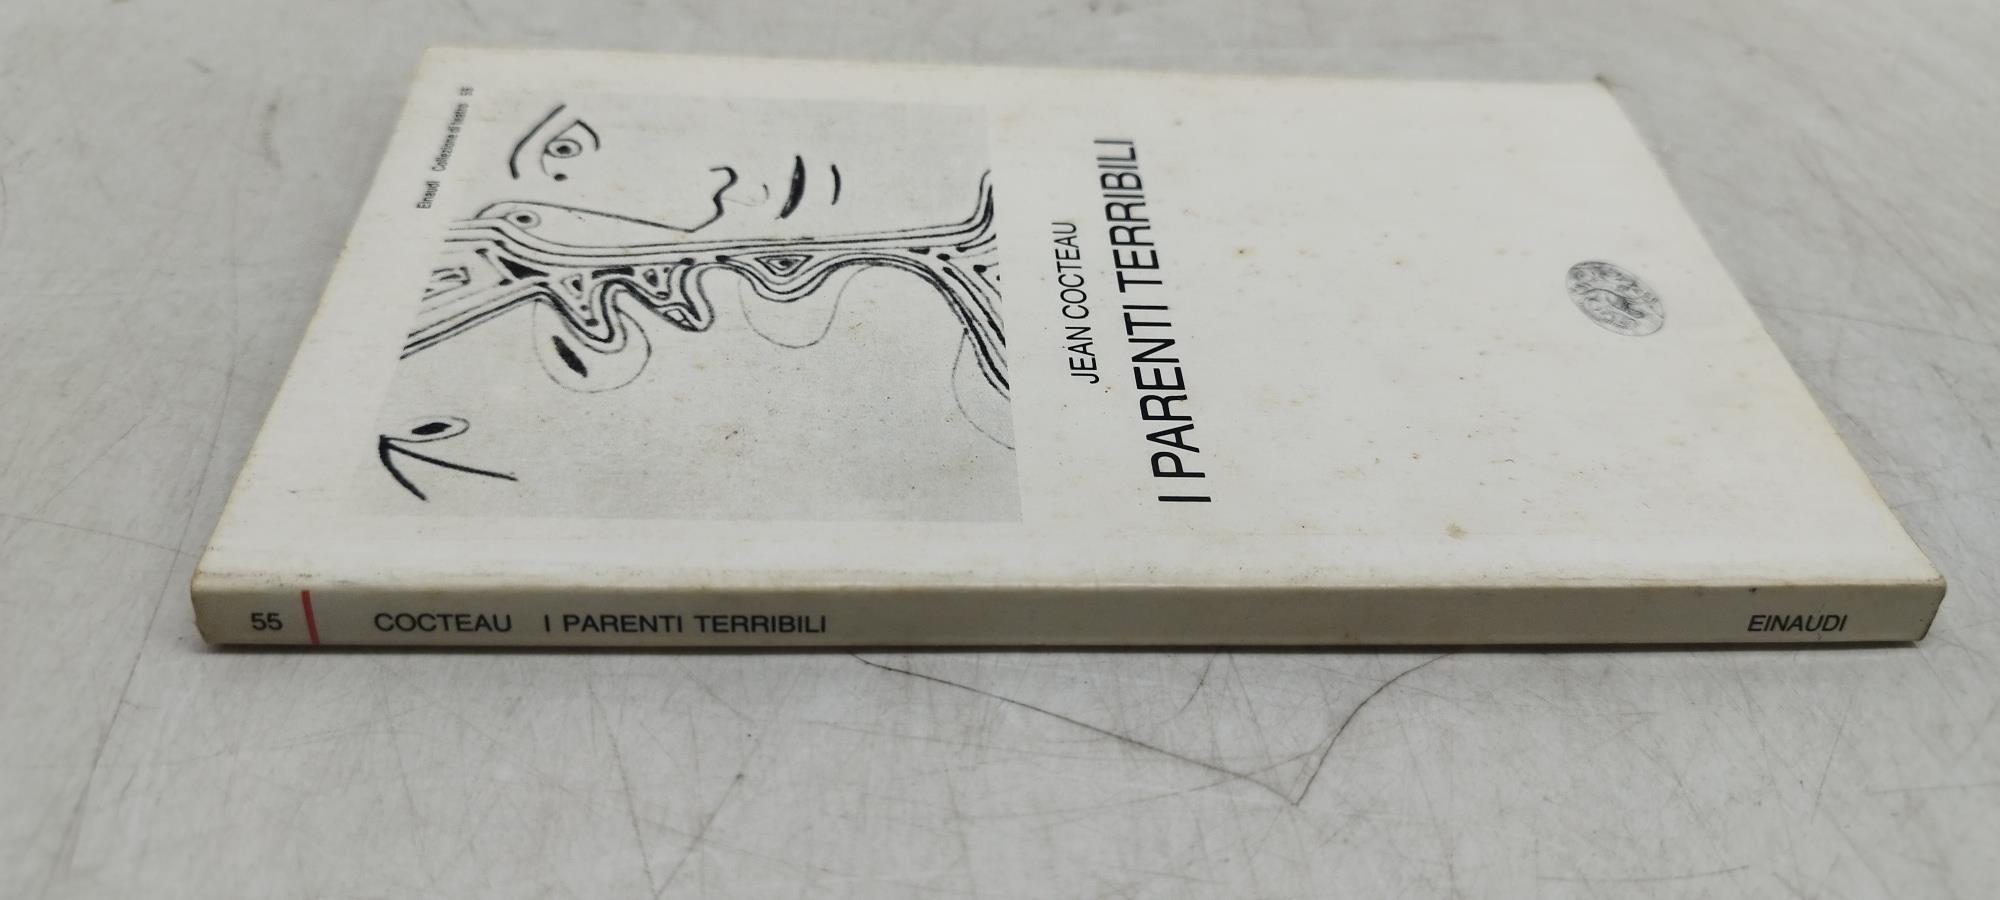 Einaudi Collezione di teatro 55
JEAN COCTEAU
I PARENTI TERRIBILI
55 COCTEAU I PARENTI TERRIBILI EINAUDI